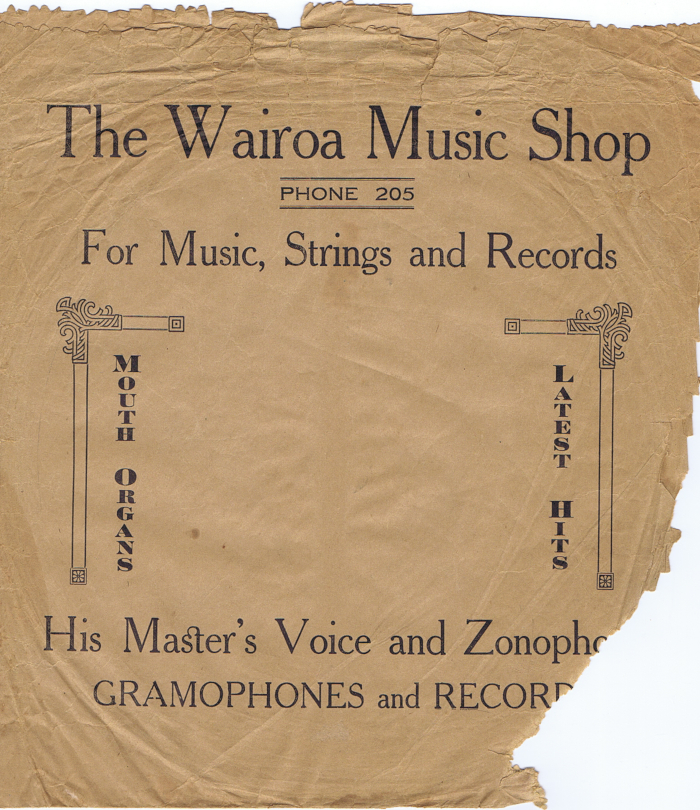 The Wairoa Music Shop
PHONE 205
For Music, Strings and Records
MOUTH ORGANS
LATEST HITS
His Master's Voice and Zonopho
GRAMOPHONES and RECORD